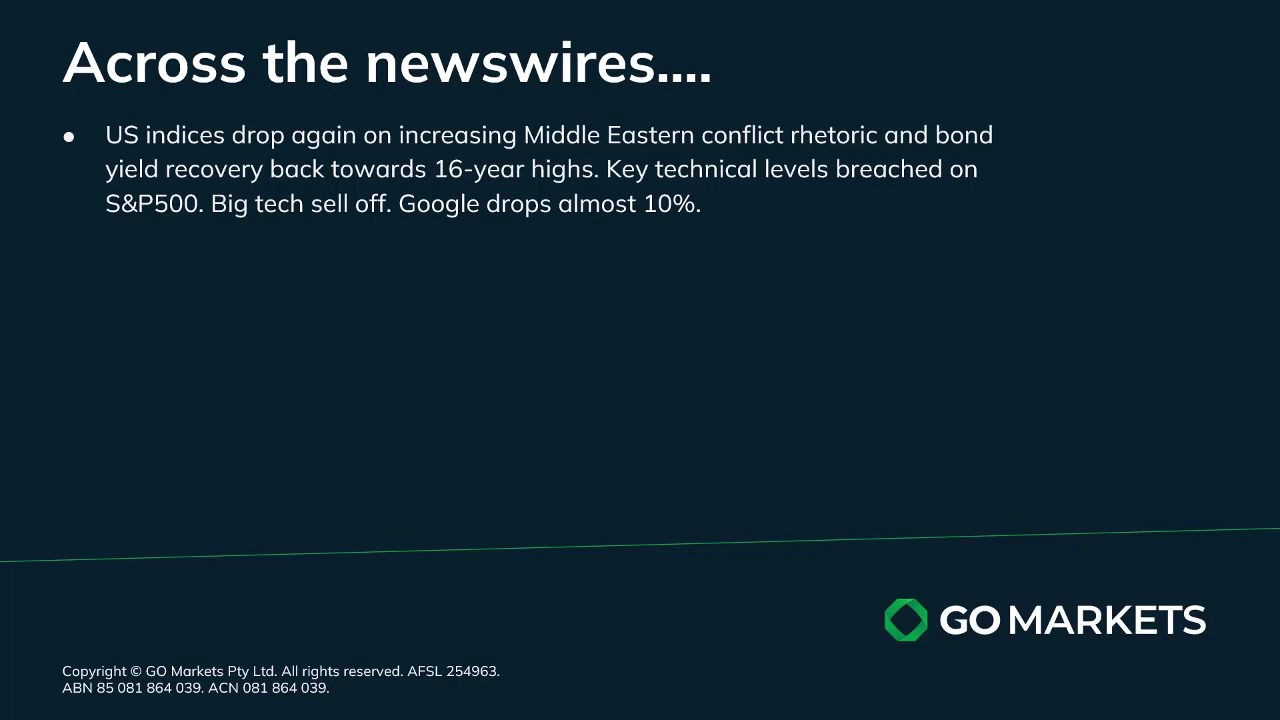 Across the newswires....
● US indices drop again on increasing Middle Eastern conflict rhetoric and bond
yield recovery back towards 16-year highs. Key technical levels breached on
S&P500. Big tech sell off. Google drops almost 10%.
GO MARKETS
Copyright © GO Markets Pty Ltd. All rights reserved. AFSL 254963.
ABN 85 081 864 039. ACN 081 864 039.